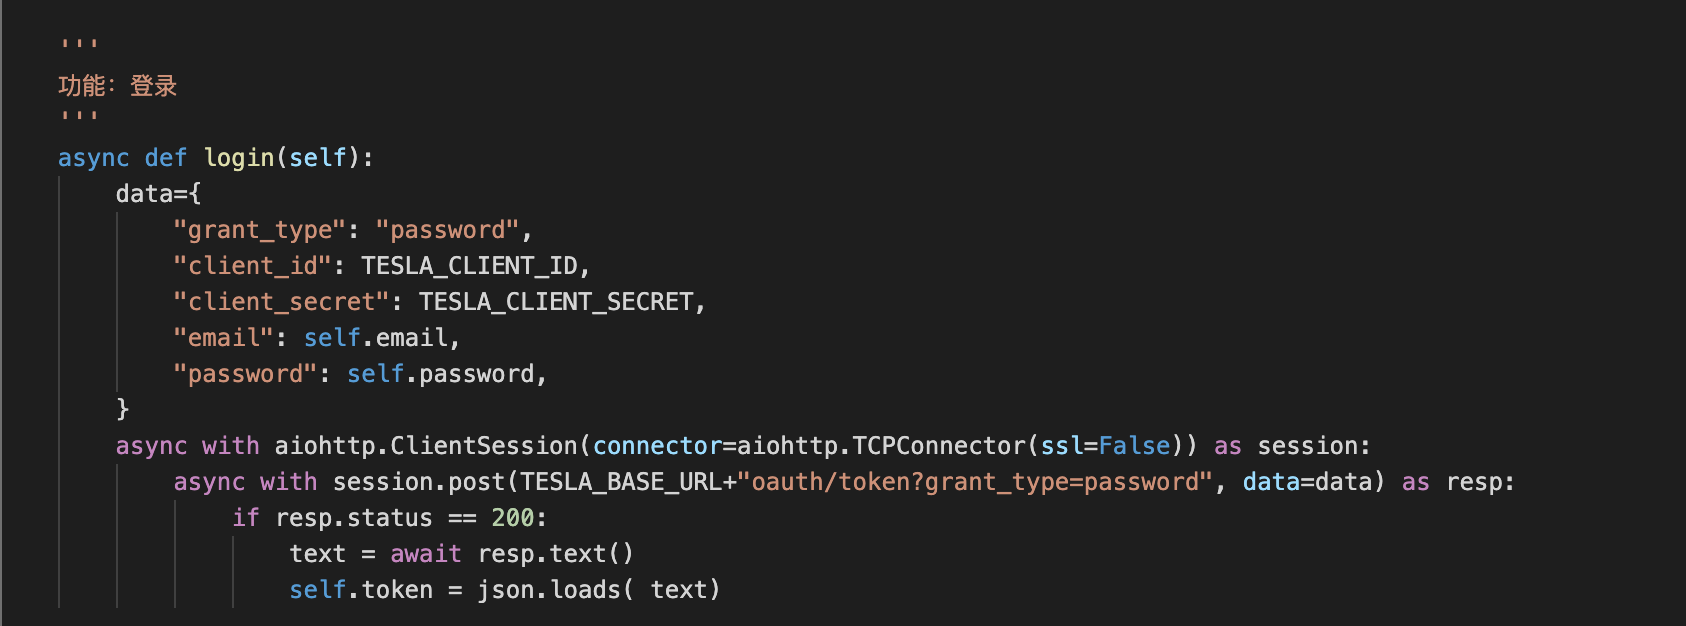 '''
功能：登录
'''
async def login(self):
data={
"grant_type": "password",
"client_id": TESLA_CLIENT_ID,
"client_secret": TESLA_CLIENT_SECRET,
"email": self.email,
"password": self.password,
}
async with aiohttp.ClientSession(connector=aiohttp.TCPConnector(ssl=False)) as session:
async with session.post(TESLA_BASE_URL+"oauth/token?grant_type=password", data=data) as resp:
if resp.status == 200:
text = await resp.text()
self.token = json.loads( text)